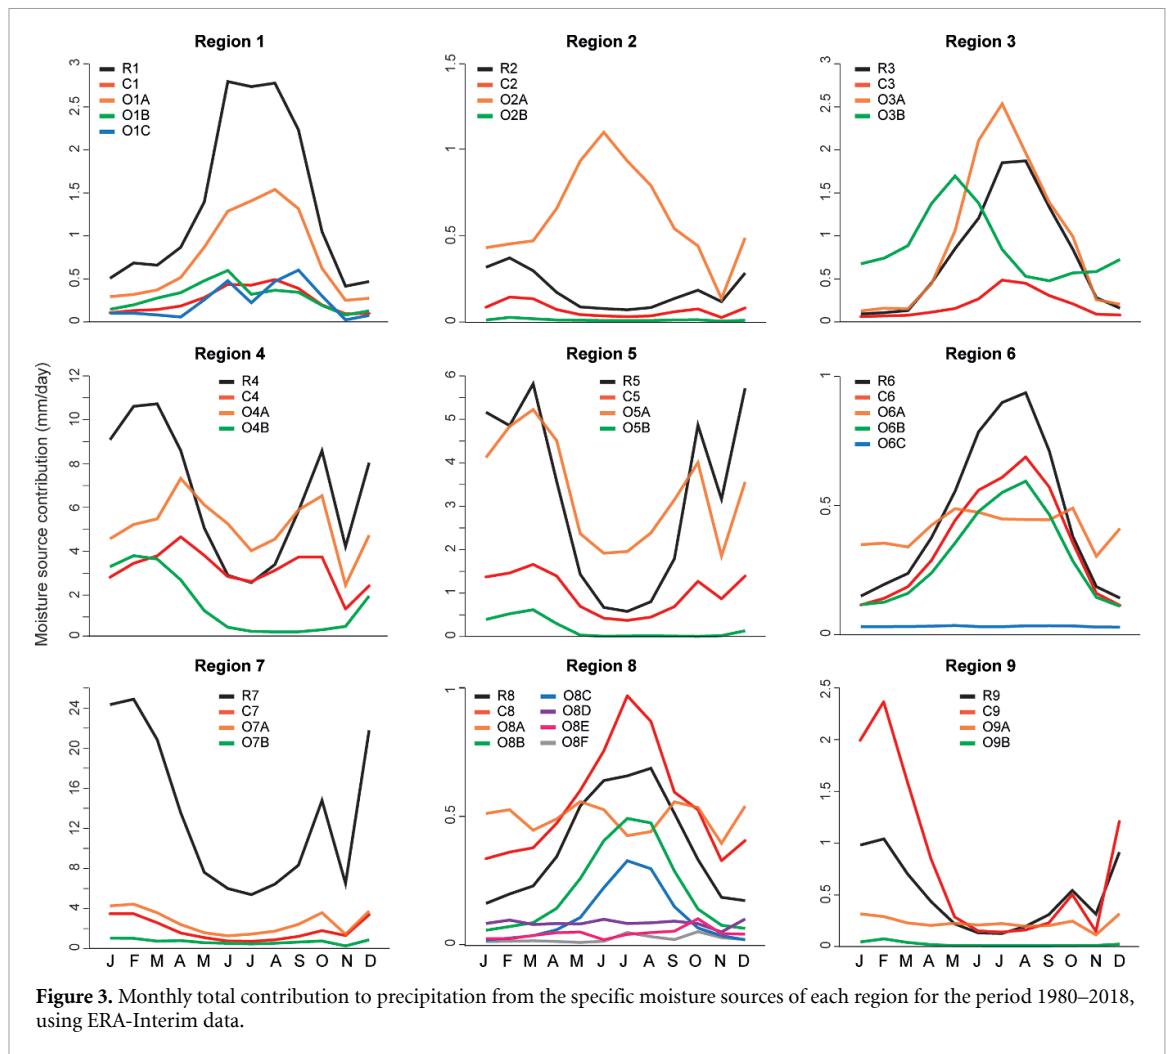 Region 1
3
2.5
2
1.5
1
0.5
0
R1
C1
O1A
O1B
O1C
Region 2
1.5
1
0.5
0
R2
C2
O2A
O2B
Region 3
3
2.5
2
1.5
1
0.5
0
R3
C3
O3A
O3B
Moisture source contribution (mm/day)
Region 4
12
10
8
6
4
2
0
R4
C4
O4A
O4B
Region 5
6
5
4
3
2
1
0
R5
C5
O5A
O5B
Region 6
1
0.5
0
R6
C6
O6A
O6B
O6C
Region 7
24
20
16
12
8
4
0
R7
C7
O7A
O7B
J F M A M J J A S O N D
Region 8
1
0.5
0
R8 O8C
C8 O8D
O8A O8E
O8B O8F
J F M A M J J A S O N D
Region 9
2.5
2
1.5
1
0.5
0
R9
C9
O9A
O9B
J F M A M J J A S O N D
Figure 3. Monthly total contribution to precipitation from the specific moisture sources of each region for the period 1980–2018,
using ERA-Interim data.